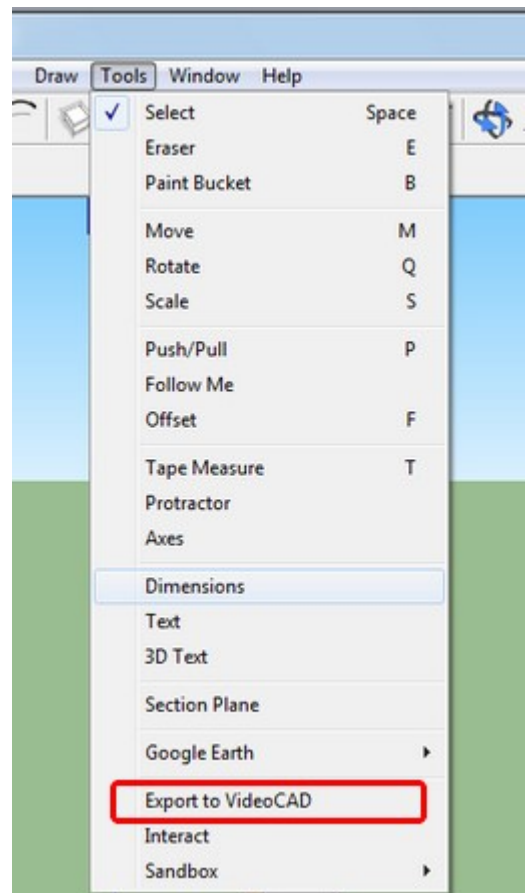 Draw Tools Window Help
Select Space
Eraser E
Paint Bucket B
Move M
Rotate Q
Scale S
Push/Pull P
Follow Me
Offset F
Tape Measure T
Protractor
Axes
Dimensions
Text
3D Text
Section Plane
Google Earth
Export to VideoCAD
Interact
Sandbox